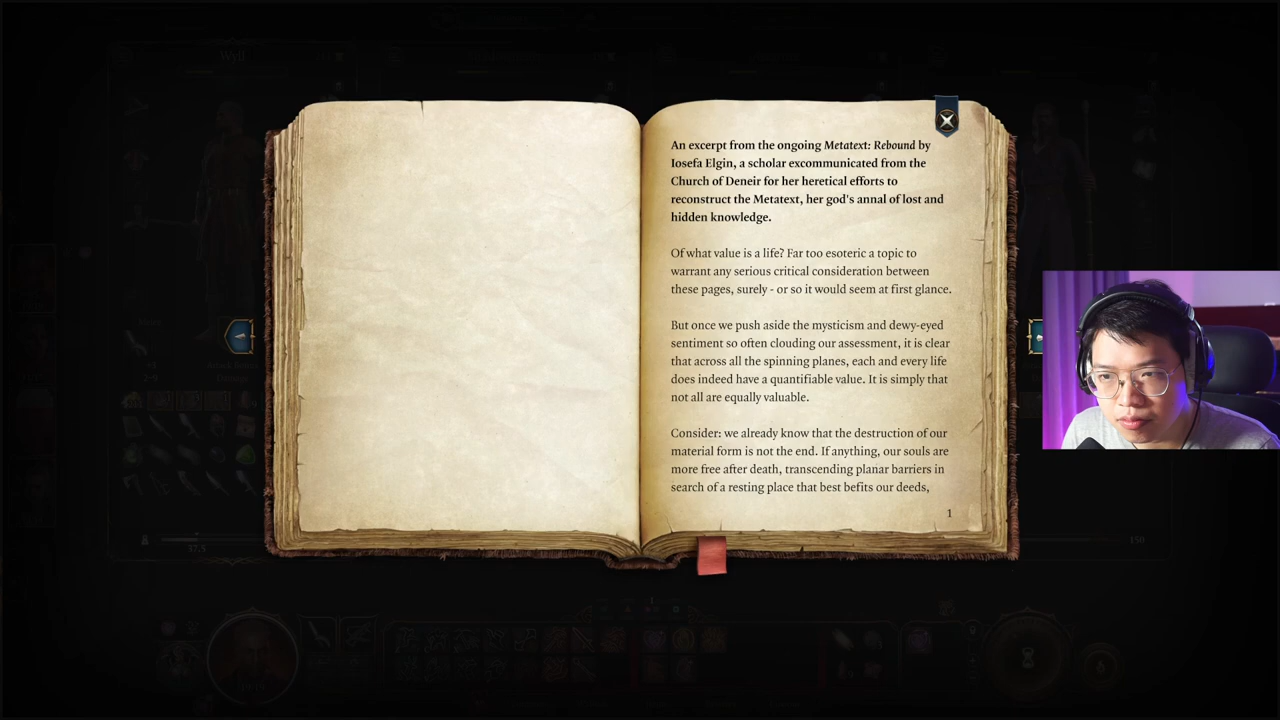 An excerpt from the ongoing Metatext: Rebound by
Iosefa Elgin, a scholar excommunicated from the
Church of Deneir for her heretical efforts to
reconstruct the Metatext, her god's annal of lost and
hidden knowledge.
Of what value is a life? Far too esoteric a topic to
warrant any serious critical consideration between
these pages, surely - or so it would seem at first glance.
But once we push aside the mysticism and dewy-eyed
sentiment so often clouding our assessment, it is clear
that across all the spinning planes, each and every life
does indeed have a quantifiable value. It is simply that
not all are equally valuable.
Consider: we already know that the destruction of our
material form is not the end. If anything, our souls are
more free after death, transcending planar barriers in
search of a resting place that best befits our deeds,
1
37.5
150